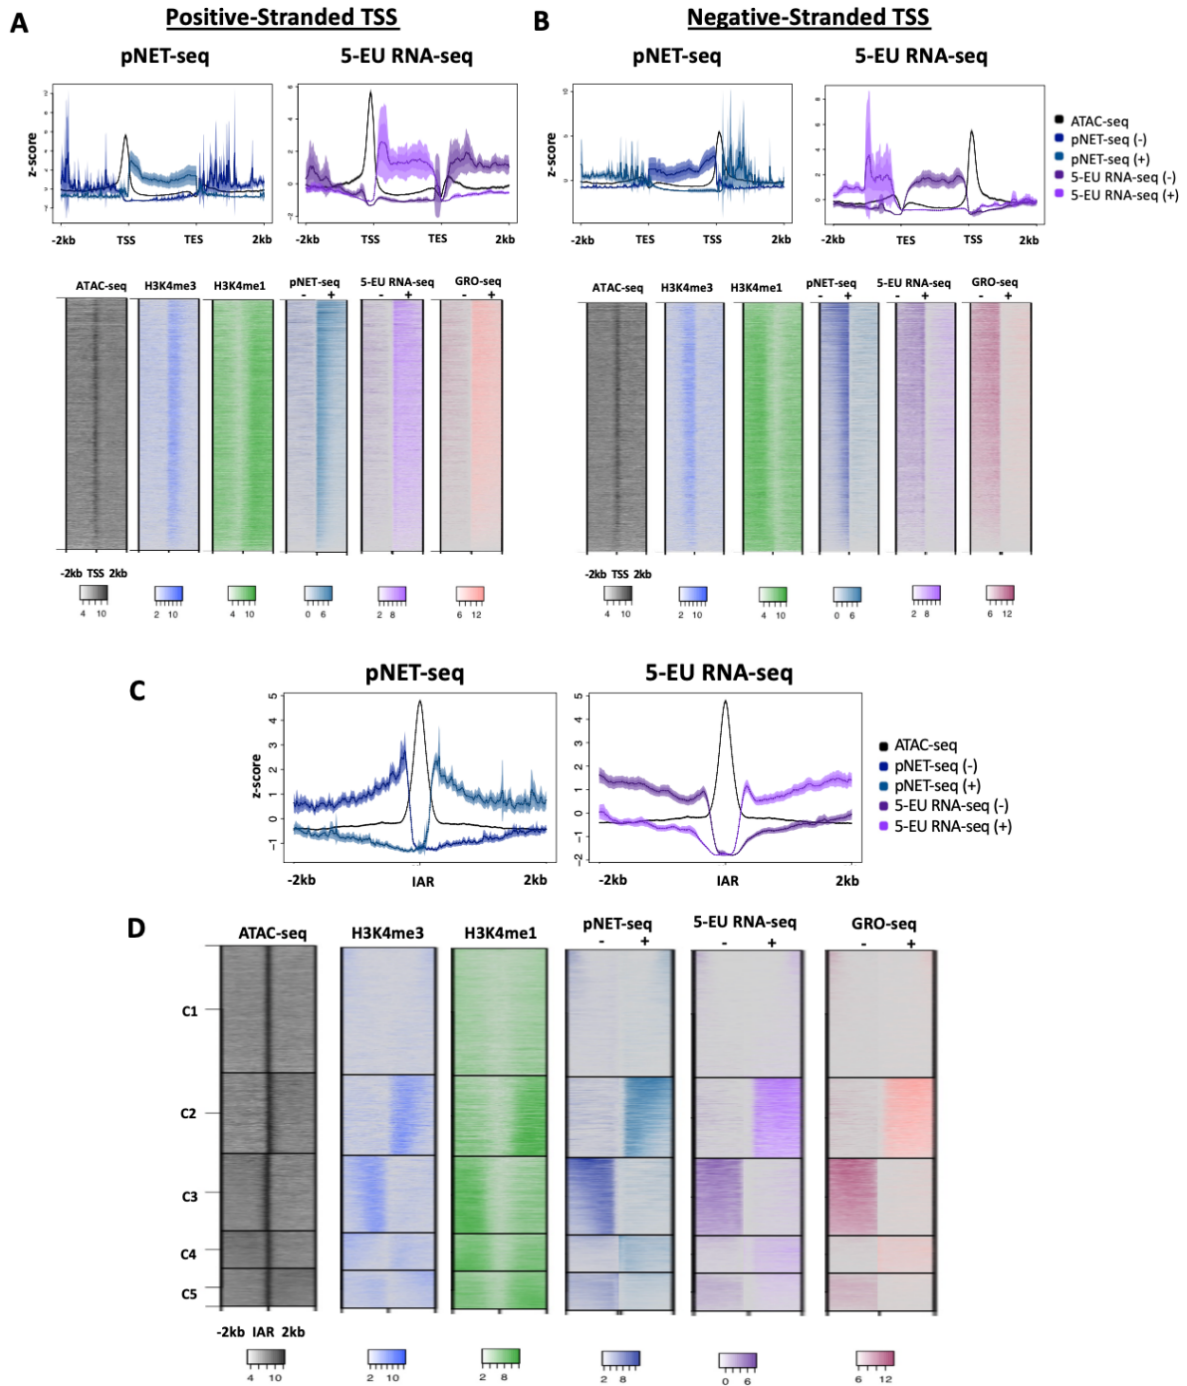 A
Positive-Stranded TSS
B
Negative-Stranded TSS
pNET-seq
5-EU RNA-seq
pNET-seq
5-EU RNA-seq
z-score
-2kb TSS TES 2kb
-2kb TSS TES 2kb
-2kb TES TSS 2kb
-2kb TES TSS 2kb
ATAC-seq
pNET-seq (-)
pNET-seq (+)
5-EU RNA-seq (-)
5-EU RNA-seq (+)
ATAC-seq H3K4me3 H3K4me1 pNET-seq 5-EU RNA-seq GRO-seq
- + - + - +
ATAC-seq H3K4me3 H3K4me1 pNET-seq 5-EU RNA-seq GRO-seq
- + - + - +
-2kb TSS 2kb
4 10 2 10 4 10 0 6 2 8 6 12
-2kb TSS 2kb
4 10 2 10 4 10 0 6 2 8 6 12
C
pNET-seq
5-EU RNA-seq
z-score
5
4
3
2
1
0
-1
5
4
3
2
1
0
-1
-2
-2kb IAR 2kb
-2kb IAR 2kb
ATAC-seq
pNET-seq (-)
pNET-seq (+)
5-EU RNA-seq (-)
5-EU RNA-seq (+)
D
ATAC-seq H3K4me3 H3K4me1 pNET-seq 5-EU RNA-seq GRO-seq
- + - + - +
C1
C2
C3
C4
C5
-2kb IAR 2kb
4 10 2 10 2 8 2 8 0 6 6 12